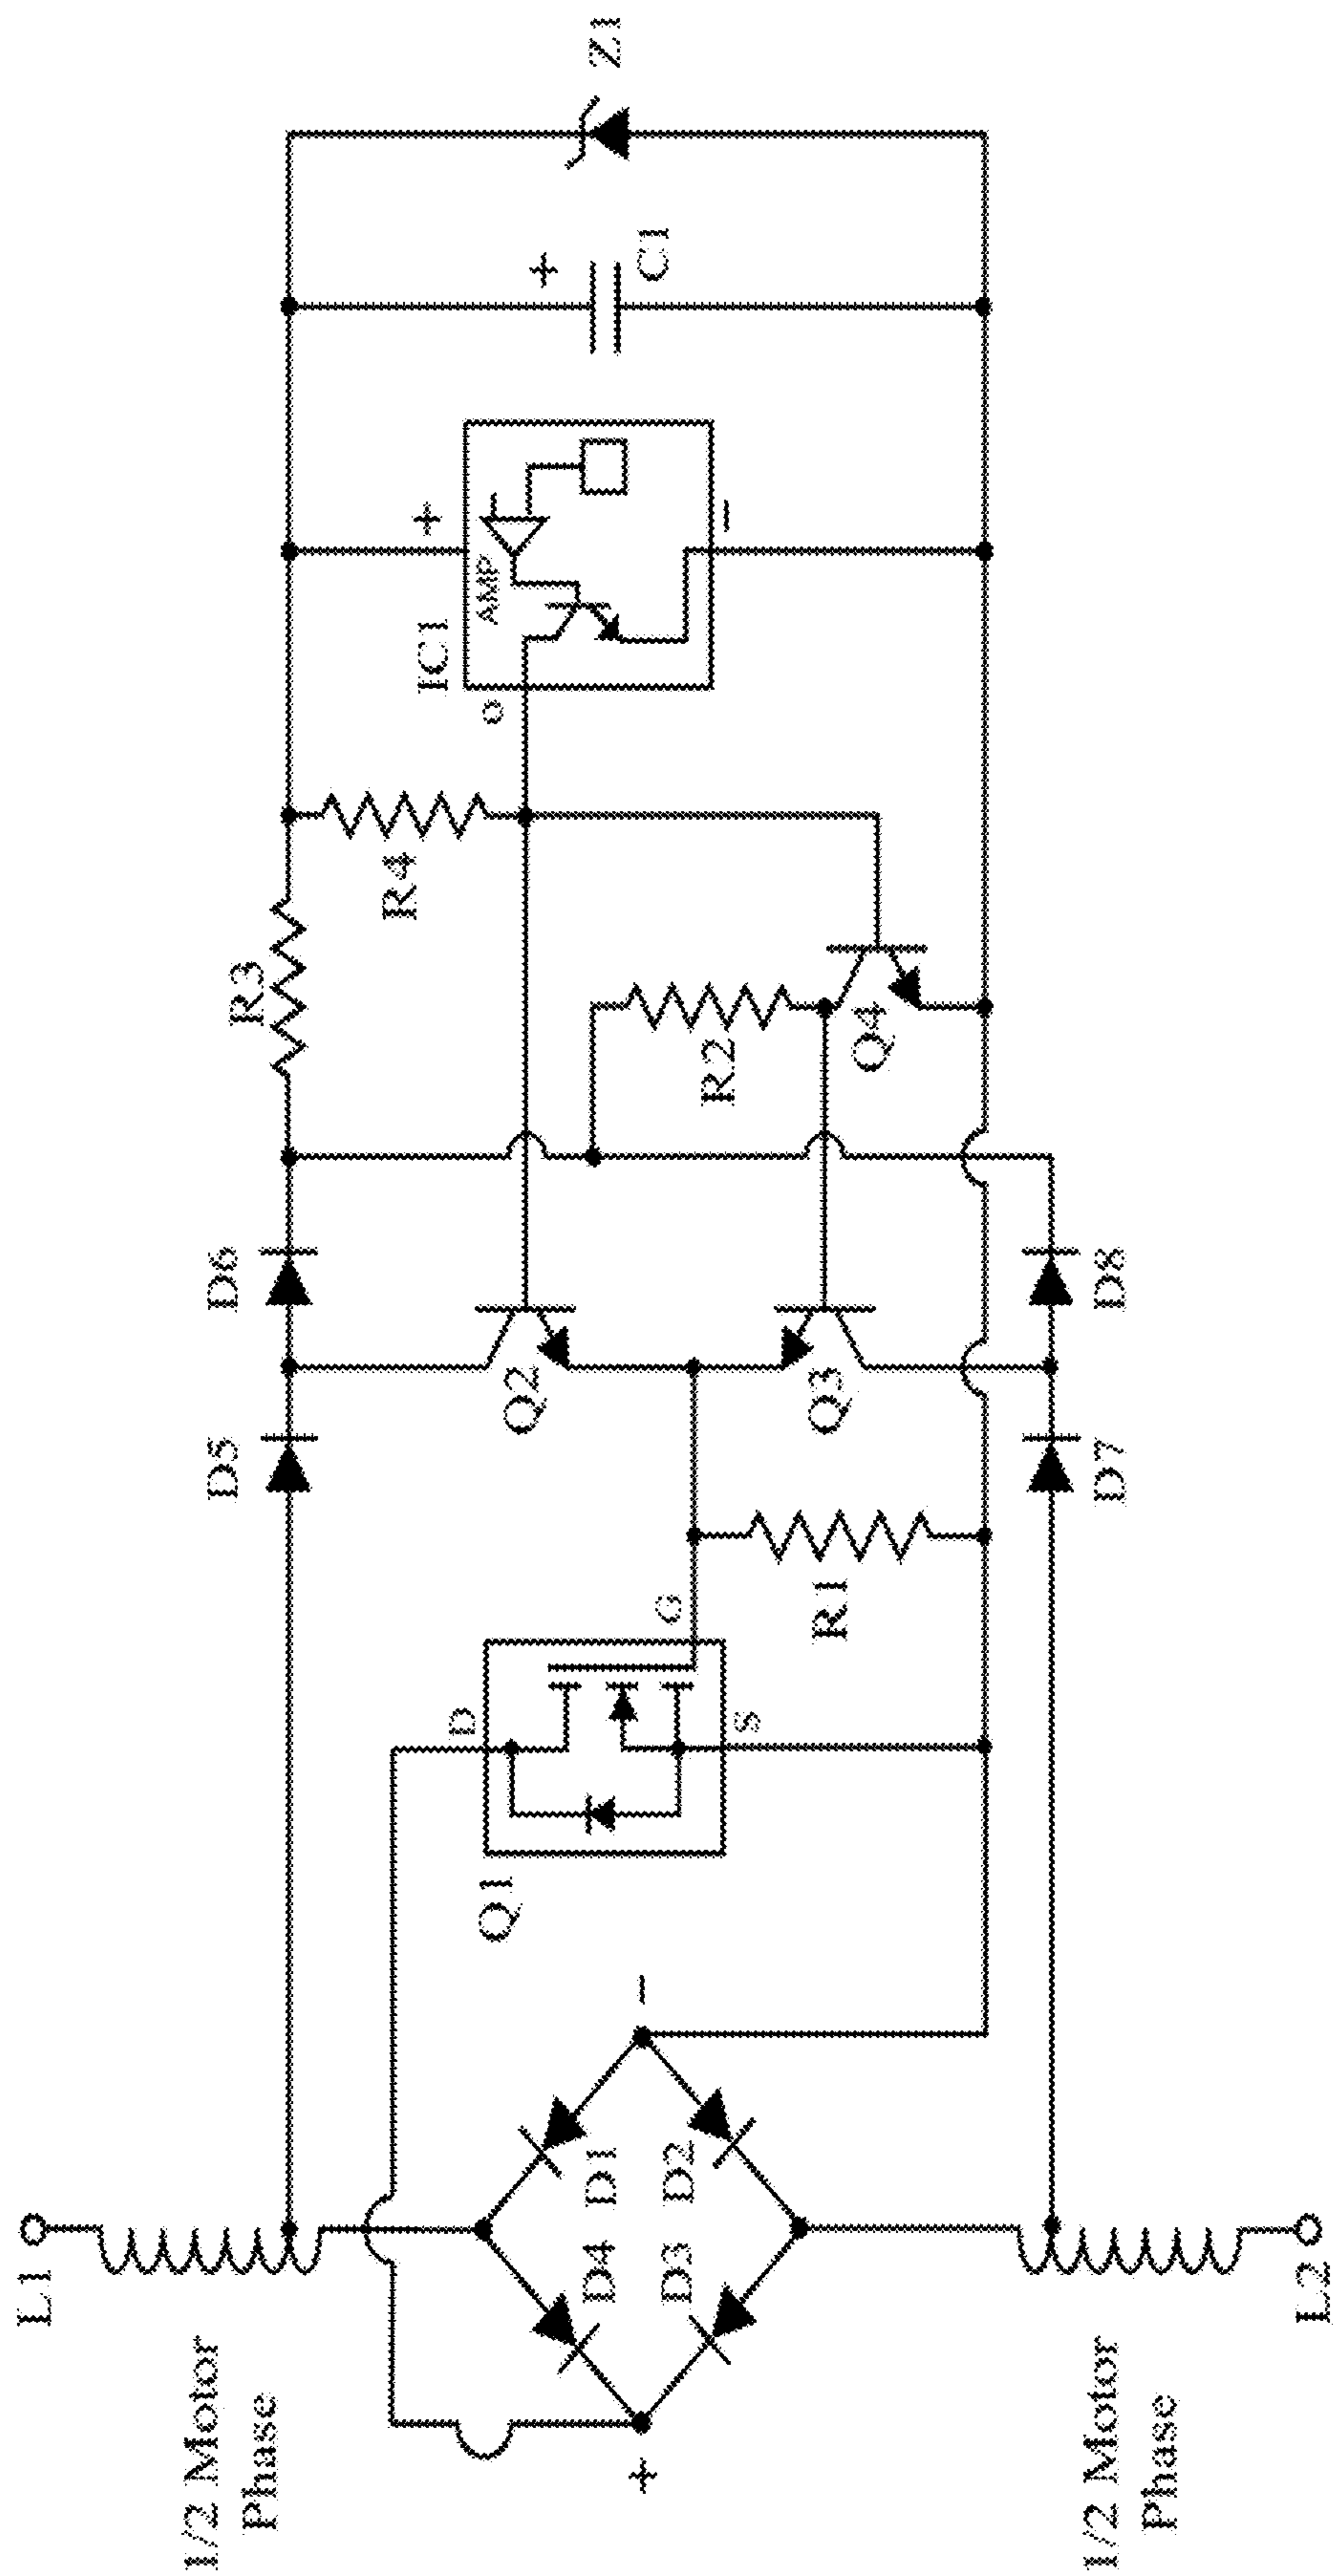 L1
1/2 Motor
Phase
D5
D6
R3
R4
IC1
+
AMP
o
–
+
C1
Z1
Q1
D
G
S
Q2
Q3
R2
Q4
R1
D4
D1
D3
D2
+
–
D7
D8
1/2 Motor
Phase
L2